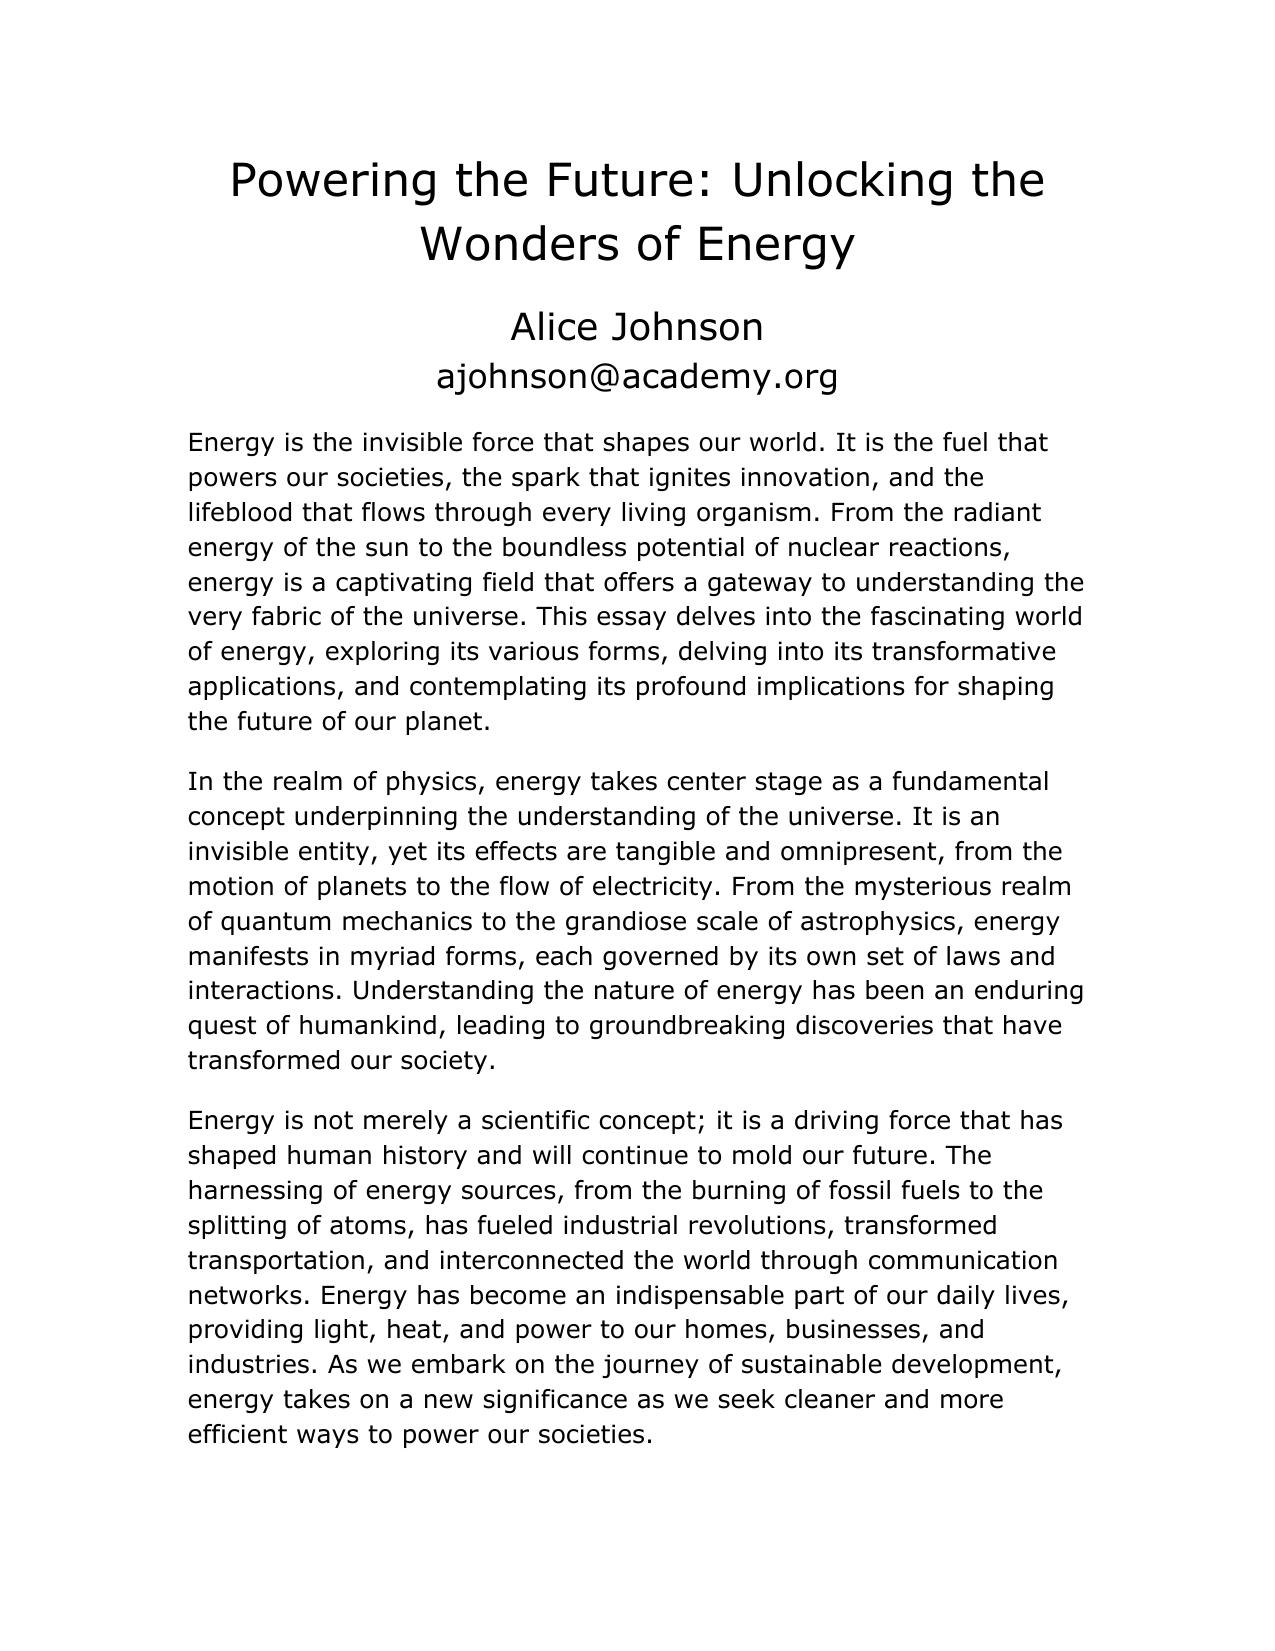 Powering the Future: Unlocking the
Wonders of Energy
Alice Johnson
ajohnson@academy.org
Energy is the invisible force that shapes our world. It is the fuel that
powers our societies, the spark that ignites innovation, and the
lifeblood that flows through every living organism. From the radiant
energy of the sun to the boundless potential of nuclear reactions,
energy is a captivating field that offers a gateway to understanding the
very fabric of the universe. This essay delves into the fascinating world
of energy, exploring its various forms, delving into its transformative
applications, and contemplating its profound implications for shaping
the future of our planet.
In the realm of physics, energy takes center stage as a fundamental
concept underpinning the understanding of the universe. It is an
invisible entity, yet its effects are tangible and omnipresent, from the
motion of planets to the flow of electricity. From the mysterious realm
of quantum mechanics to the grandiose scale of astrophysics, energy
manifests in myriad forms, each governed by its own set of laws and
interactions. Understanding the nature of energy has been an enduring
quest of humankind, leading to groundbreaking discoveries that have
transformed our society.
Energy is not merely a scientific concept; it is a driving force that has
shaped human history and will continue to mold our future. The
harnessing of energy sources, from the burning of fossil fuels to the
splitting of atoms, has fueled industrial revolutions, transformed
transportation, and interconnected the world through communication
networks. Energy has become an indispensable part of our daily lives,
providing light, heat, and power to our homes, businesses, and
industries. As we embark on the journey of sustainable development,
energy takes on a new significance as we seek cleaner and more
efficient ways to power our societies.